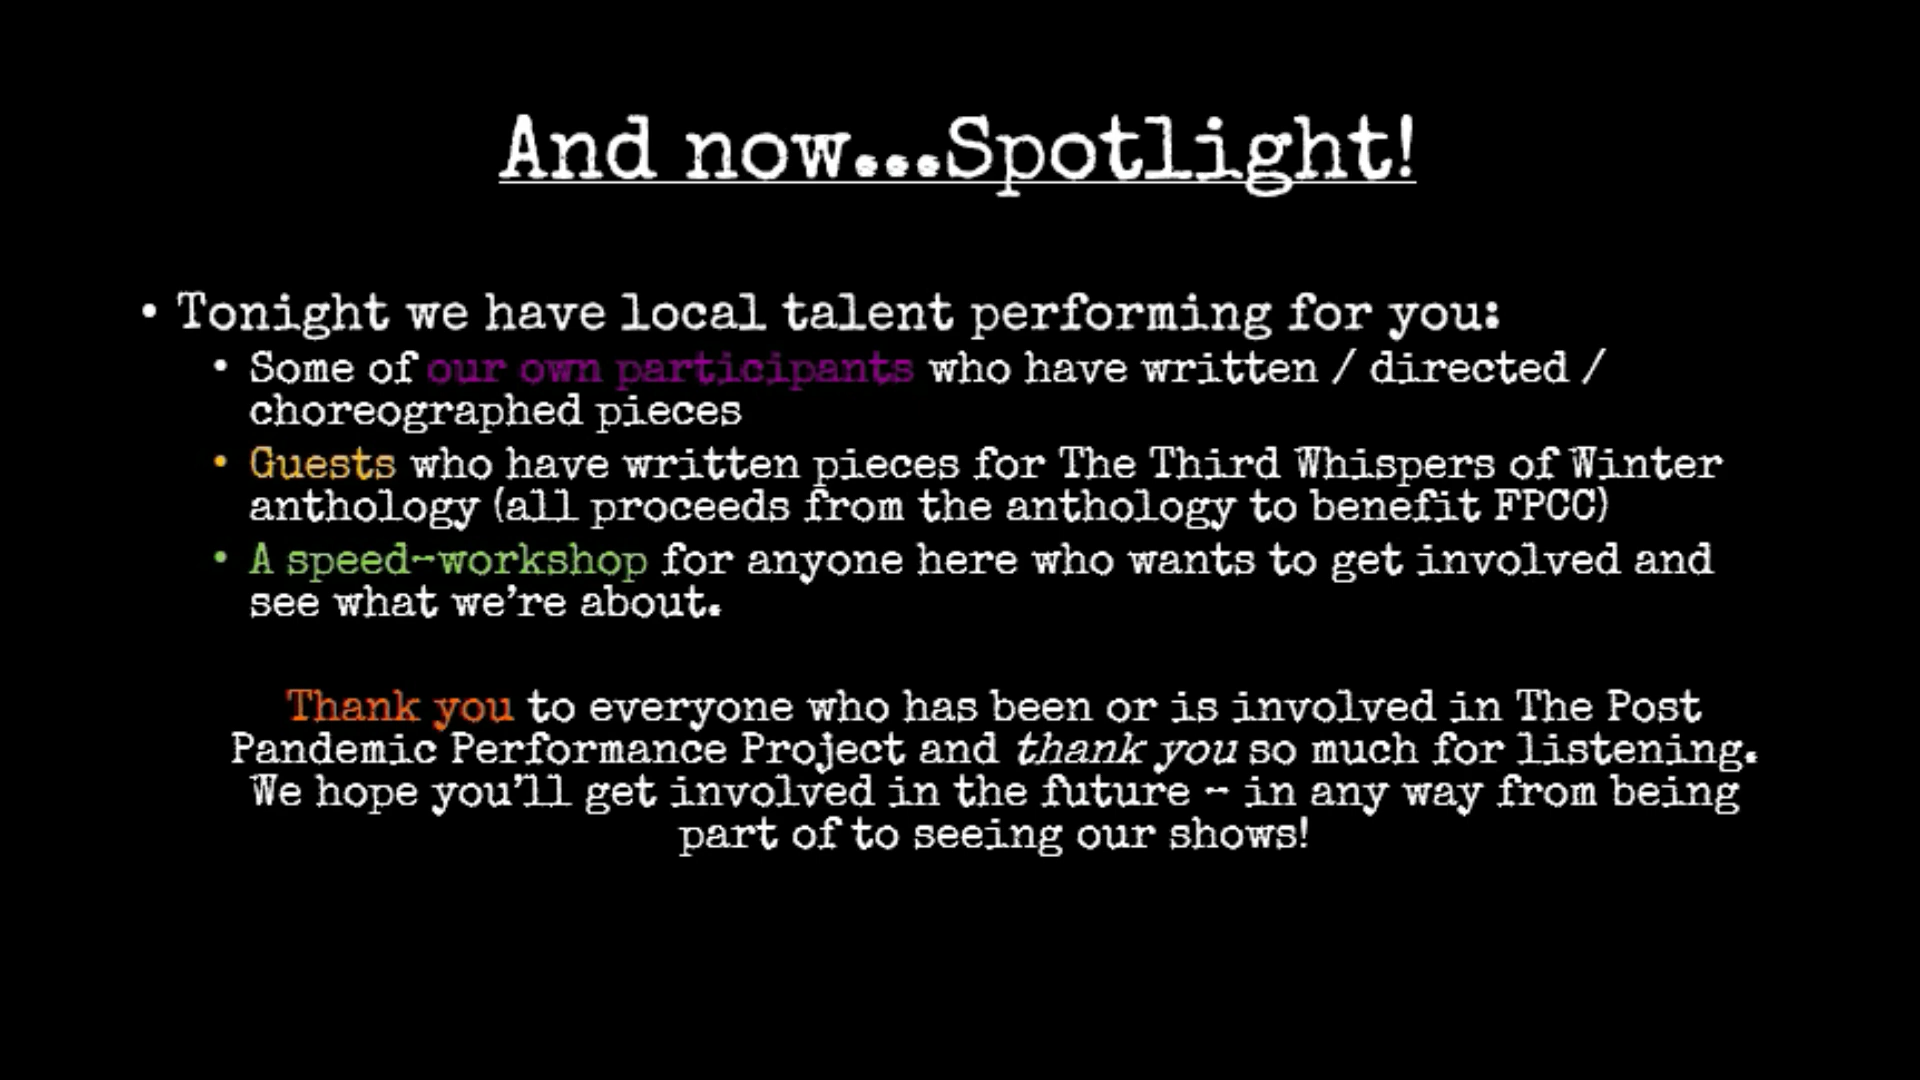 And now...Spotlight!
• Tonight we have local talent performing for you:
• Some of our own participants who have written / directed /
choreographed pieces
• Guests who have written pieces for The Third Whispers of Winter
anthology (all proceeds from the anthology to benefit FPCC)
• A speed-workshop for anyone here who wants to get involved and
see what we're about.
Thank you to everyone who has been or is involved in The Post
Pandemic Performance Project and thank you so much for listening.
We hope you'll get involved in the future - in any way from being
part of to seeing our shows!